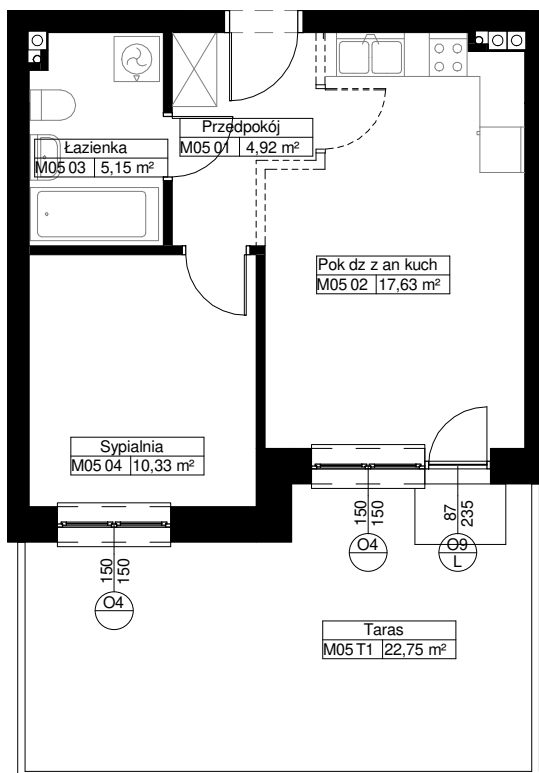 Przedpokój
M05 01 4,92 m²
Łazienka
M05 03 5,15 m²
Pok dz z an kuch
M05 02 17,63 m²
Sypialnia
M05 04 10,33 m²
150
150
O4
150
150
O4
87
235
O9
L
Taras
M05 T1 22,75 m²